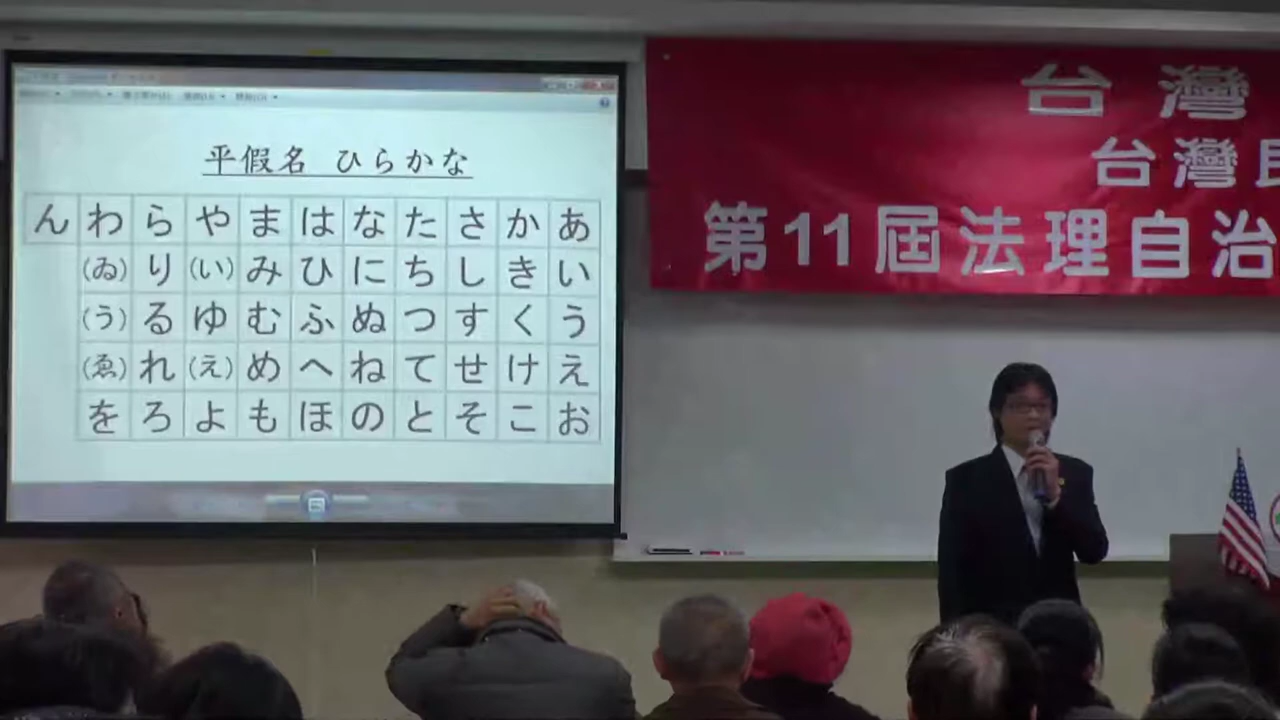 平假名 ひらかな
ん わ ら や ま は な た さ か あ
(ゐ) り (い) み ひ に ち し き い
(う) る ゆ む ふ ぬ つ す く う
(ゑ) れ (え) め へ ね て せ け え
を ろ よ も ほ の と そ こ お
台灣
台灣民
第11屆法理自治